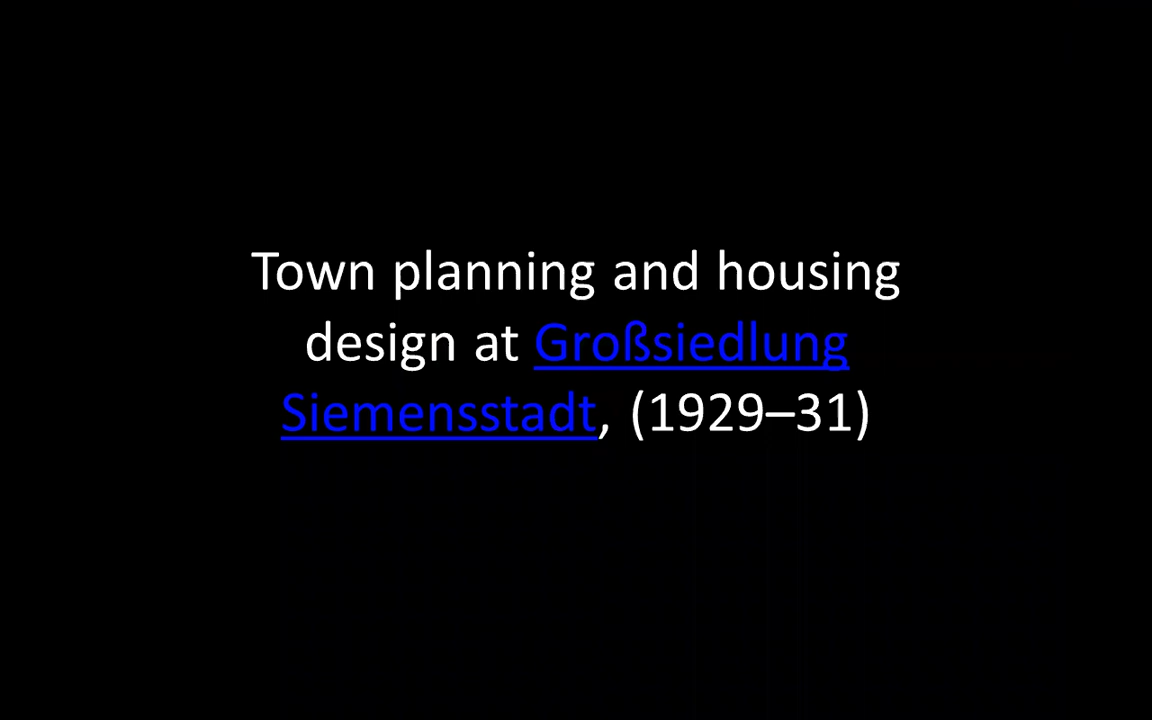 Town planning and housing
design at Großsiedlung
Siemensstadt, (1929–31)